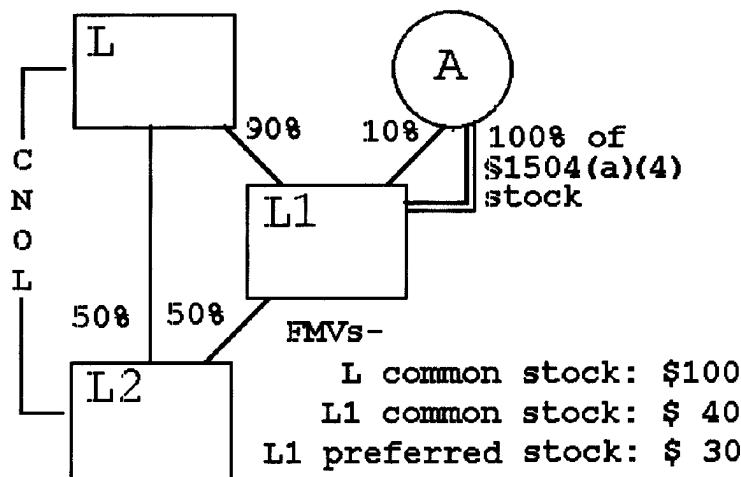 L
A
90%
10%
100% of
§1504(a)(4)
stock
C
N
O
L
L1
50%
50%
FMVs-
L2
L common stock: $100
L1 common stock: $ 40
L1 preferred stock: $ 30